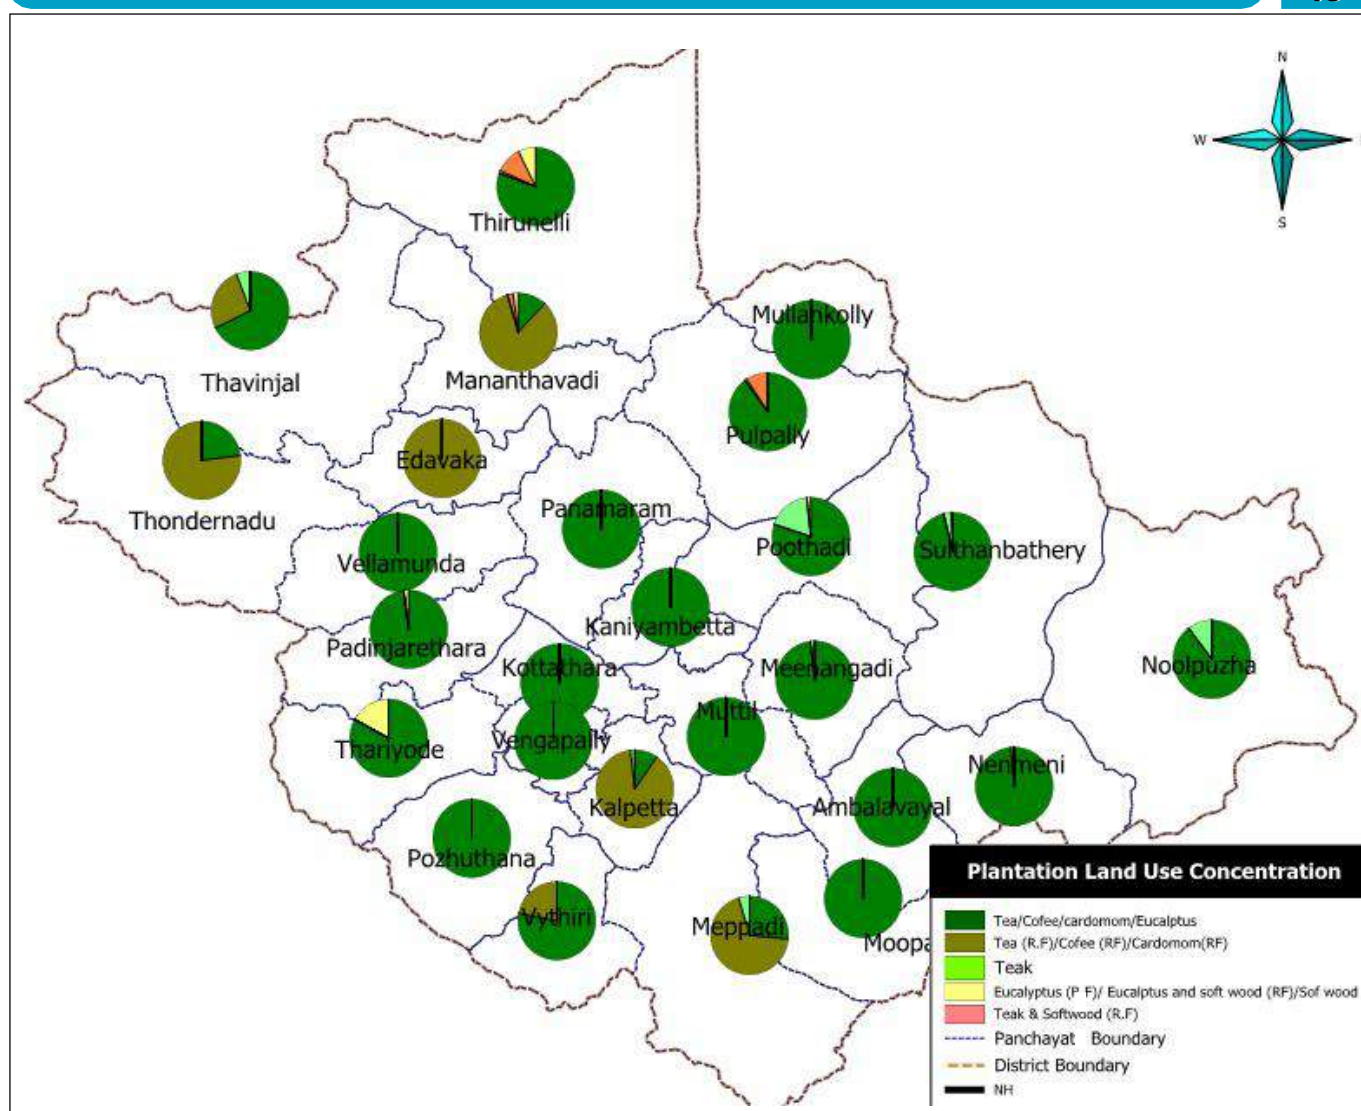 N
W
S
Thirunelli
Mullankolly
Thavinjal
Mananthavadi
Pulpally
Edavaka
Thondernadu
Panamaram
Poothadi
Sulthanbathery
Vellamunda
Kaniyambetta
Padinjarethara
Kottathara
Meenangadi
Noolpuzha
Muttil
Vengapally
Thariyode
Nenmeni
Kalpetta
Ambalavayal
Pozhuthana
Vythiri
Meppadi
Moopa
Plantation Land Use Concentration
Tea/Cofee/cardomom/Eucalptus
Tea (R.F)/Cofee (RF)/Cardomom(RF)
Teak
Eucalyptus (P F)/ Eucalptus and soft wood (RF)/Sof wood
Teak & Softwood (R.F)
Panchayat Boundary
District Boundary
NH